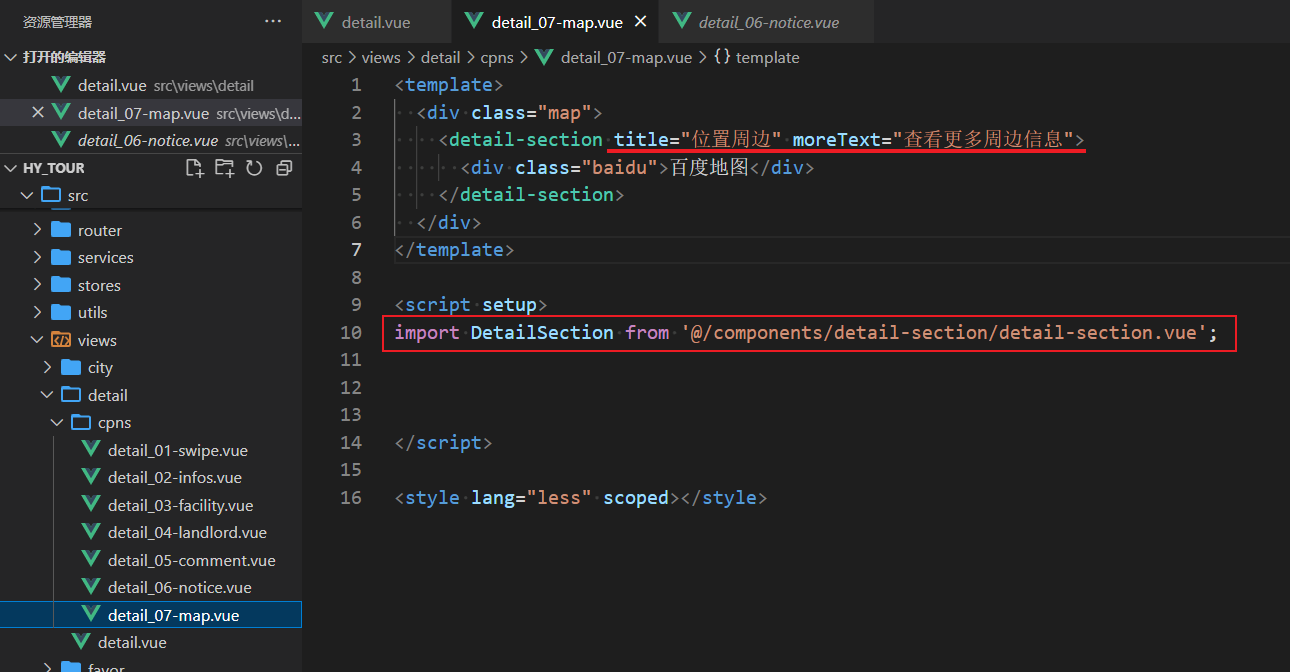 资源管理器 ···
打开的编辑器
detail.vue src\views\detail
detail_07-map.vue src\views\d...
detail_06-notice.vue src\views\...
HY_TOUR
src
router
services
stores
utils
views
city
detail
cpns
detail_01-swipe.vue
detail_02-infos.vue
detail_03-facility.vue
detail_04-landlord.vue
detail_05-comment.vue
detail_06-notice.vue
detail_07-map.vue
detail.vue
favor
detail.vue detail_07-map.vue detail_06-notice.vue
src > views > detail > cpns > detail_07-map.vue > {} template
1 <template>
2 <div class="map">
3 <detail-section title="位置周边" moreText="查看更多周边信息">
4 <div class="baidu">百度地图</div>
5 </detail-section>
6 </div>
7 </template>
8
9 <script setup>
10 import DetailSection from '@/components/detail-section/detail-section.vue';
11
12
13
14 </script>
15
16 <style lang="less" scoped></style>